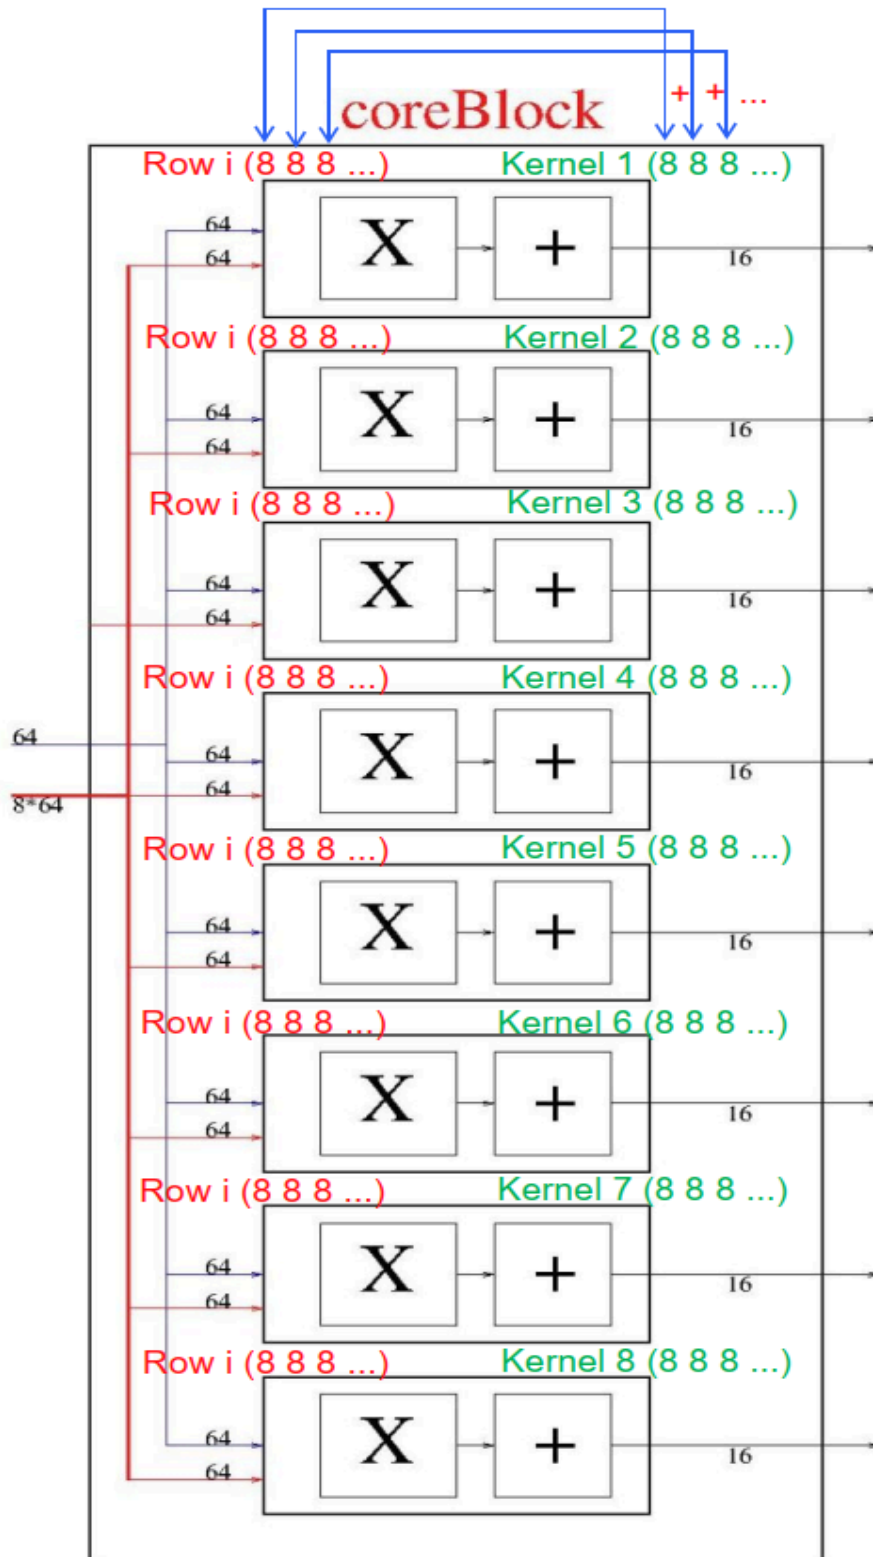 + + ...
coreBlock
Row i (8 8 8 ...) Kernel 1 (8 8 8 ...)
64
64
X + 16
Row i (8 8 8 ...) Kernel 2 (8 8 8 ...)
64
64
X + 16
Row i (8 8 8 ...) Kernel 3 (8 8 8 ...)
64
64
X + 16
Row i (8 8 8 ...) Kernel 4 (8 8 8 ...)
64
64
64
8*64
X + 16
Row i (8 8 8 ...) Kernel 5 (8 8 8 ...)
64
64
X + 16
Row i (8 8 8 ...) Kernel 6 (8 8 8 ...)
64
64
X + 16
Row i (8 8 8 ...) Kernel 7 (8 8 8 ...)
64
64
X + 16
Row i (8 8 8 ...) Kernel 8 (8 8 8 ...)
64
64
X + 16